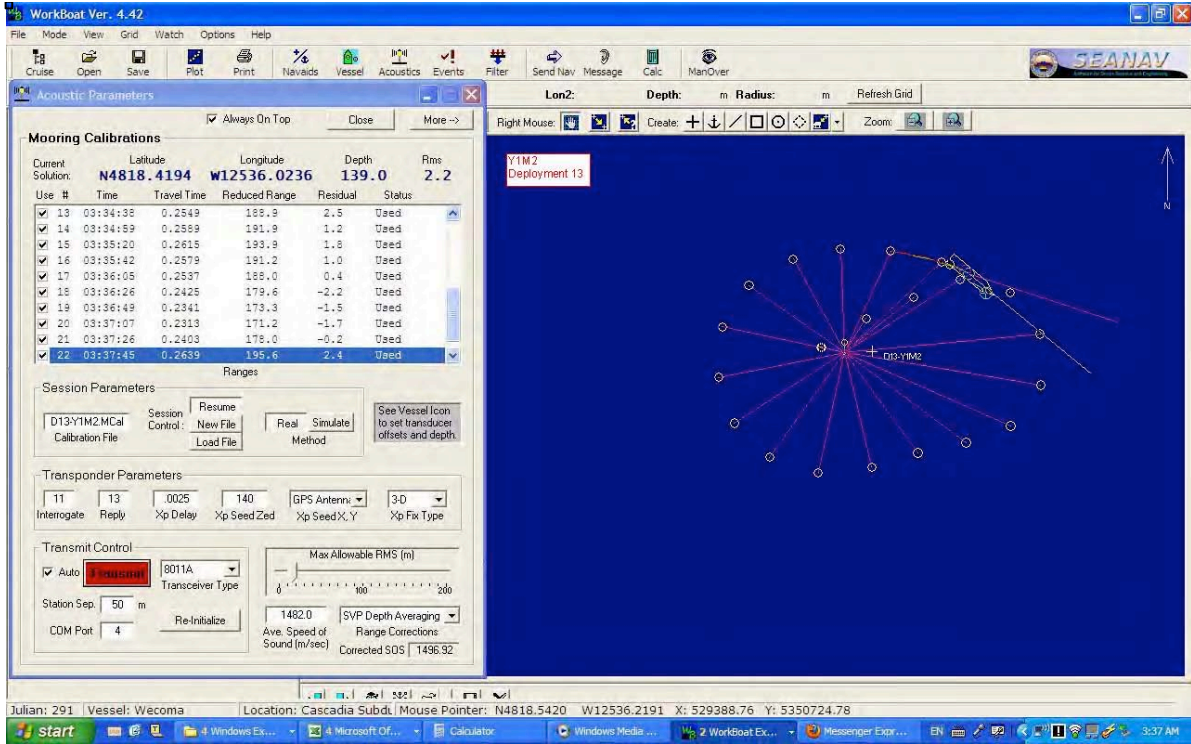 WorkBoat Ver. 4.42
File Mode View Grid Watch Options Help
Cruise Open Save Plot Print Navaids Vessel Acoustics Events Filter Send Nav Message Calc ManOver
SEANAV
Acoustic Parameters
Lon2: Depth: m Radius: m Refresh Grid
Always On Top Close More -->
Right Mouse: Create: Zoom:
Mooring Calibrations
Latitude Longitude Depth Rms
Current Solution: N4818.4194 W12536.0236 139.0 2.2
Use # Time Travel Time Reduced Range Residual Status
13 03:34:38 0.2549 188.9 2.5 Used
14 03:34:59 0.2589 191.9 1.2 Used
15 03:35:20 0.2615 193.9 1.8 Used
16 03:35:42 0.2579 191.2 1.0 Used
17 03:36:05 0.2537 188.0 0.4 Used
18 03:36:26 0.2425 179.6 -2.2 Used
19 03:36:49 0.2341 173.3 -1.5 Used
20 03:37:07 0.2313 171.2 -1.7 Used
21 03:37:26 0.2403 178.0 -0.2 Used
22 03:37:45 0.2639 195.6 2.4 Used
Ranges
Y1M2
Deployment 13
N
D13-Y1M2
Session Parameters
D13-Y1M2.MCal
Calibration File
Session Control:
Resume
New File
Load File
Real Simulate
Method
See Vessel Icon
to set transducer
offsets and depth.
Transponder Parameters
11 13 .0025 140 GPS Antenn 3-D
Interrogate Reply Xp Delay Xp Seed Zed Xp Seed X, Y Xp Fix Type
Transmit Control
Auto Transmit 8011A
Transceiver Type
Station Sep. 50 m
COM Port 4
Re-Initialize
Max Allowable RMS (m)
0 100 200
1482.0 SVP Depth Averaging
Ave. Speed of Sound (m/sec)
Range Corrections
Corrected SOS 1496.92
Julian: 291 Vessel: Wecoma Location: Cascadia Subdu Mouse Pointer: N4818.5420 W12536.2191 X: 529388.76 Y: 5350724.78
start 4 Windows Ex... 4 Microsoft Of... Calculator Windows Media ... 2 WorkBoat Ex... Messenger Expr... EN 3:37 AM